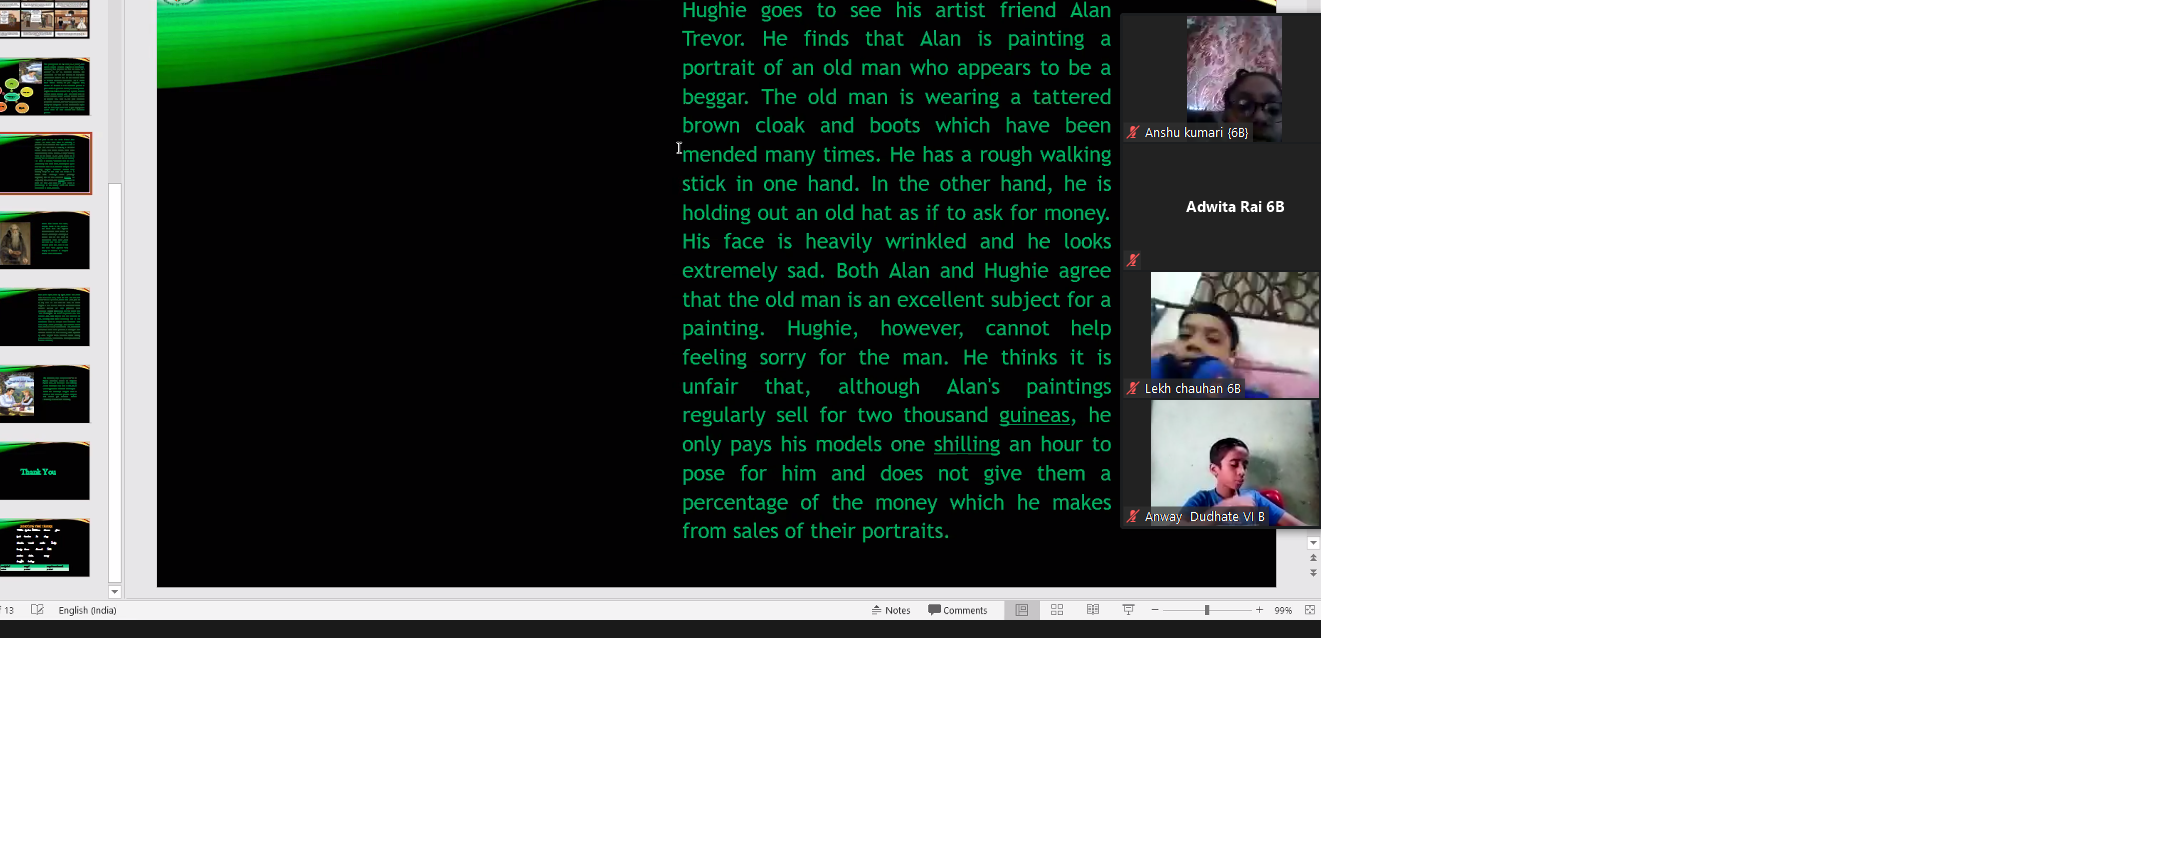 Hughie goes to see his artist friend Alan
Trevor. He finds that Alan is painting a
portrait of an old man who appears to be a
beggar. The old man is wearing a tattered
brown cloak and boots which have been
mended many times. He has a rough walking
stick in one hand. In the other hand, he is
holding out an old hat as if to ask for money.
His face is heavily wrinkled and he looks
extremely sad. Both Alan and Hughie agree
that the old man is an excellent subject for a
painting. Hughie, however, cannot help
feeling sorry for the man. He thinks it is
unfair that, although Alan's paintings
regularly sell for two thousand guineas, he
only pays his models one shilling an hour to
pose for him and does not give them a
percentage of the money which he makes
from sales of their portraits.
Anshu kumari {6B}
Adwita Rai 6B
Lekh chauhan 6B
Anway Dudhate VI B
Thank You
13
English (India)
Notes
Comments
99%